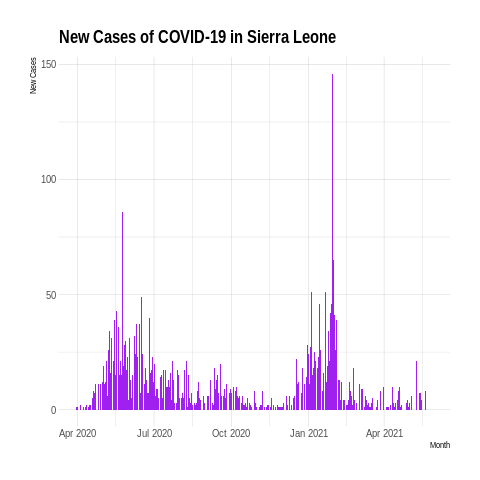 New Cases of COVID-19 in Sierra Leone
New Cases
150
100
50
0
Apr 2020 Jul 2020 Oct 2020 Jan 2021 Apr 2021
Month